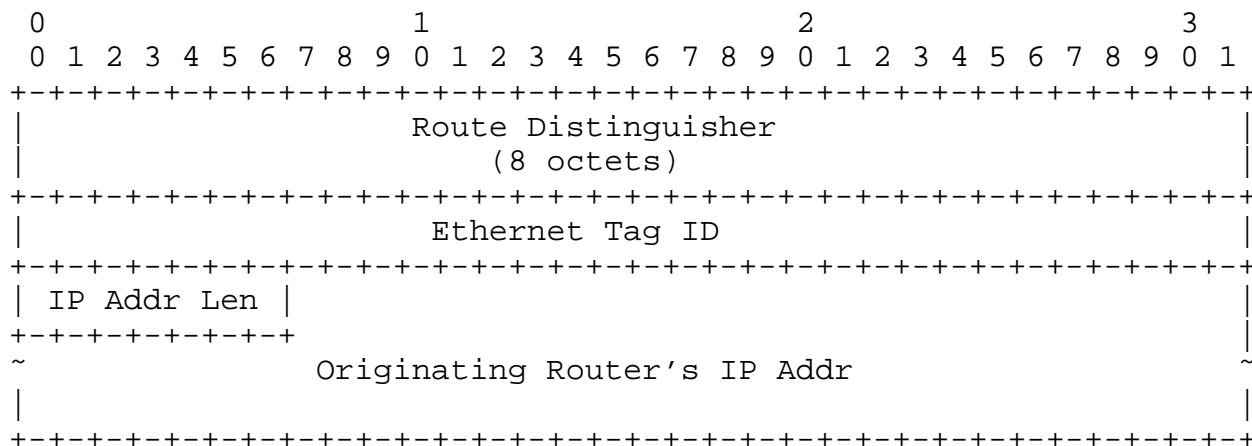 0                   1                   2                   3
 0 1 2 3 4 5 6 7 8 9 0 1 2 3 4 5 6 7 8 9 0 1 2 3 4 5 6 7 8 9 0 1
+-+-+-+-+-+-+-+-+-+-+-+-+-+-+-+-+-+-+-+-+-+-+-+-+-+-+-+-+-+-+-+-+
|                    Route Distinguisher                        |
|                        (8 octets)                             |
+-+-+-+-+-+-+-+-+-+-+-+-+-+-+-+-+-+-+-+-+-+-+-+-+-+-+-+-+-+-+-+-+
|                     Ethernet Tag ID                           |
+-+-+-+-+-+-+-+-+-+-+-+-+-+-+-+-+-+-+-+-+-+-+-+-+-+-+-+-+-+-+-+-+
| IP Addr Len |                                                 |
+-+-+-+-+-+-+-+                                                 |
~               Originating Router’s IP Addr                    ~
|                                                               |
+-+-+-+-+-+-+-+-+-+-+-+-+-+-+-+-+-+-+-+-+-+-+-+-+-+-+-+-+-+-+-+-+